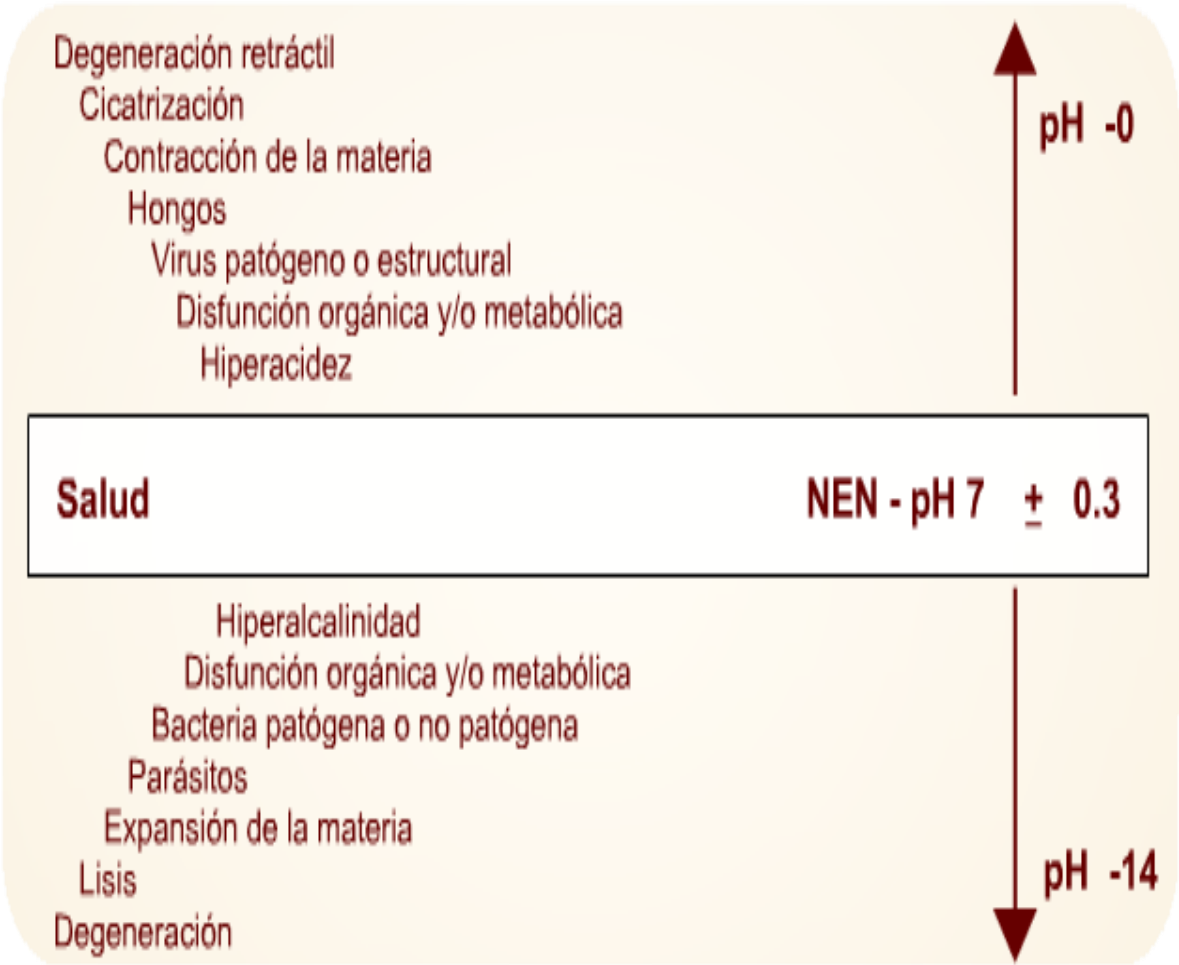 Degeneración retráctil
Cicatrización
pH -0
Contracción de la materia
Hongos
Virus patógeno o estructural
Disfunción orgánica y/o metabólica
Hiperacidez
Salud NEN - pH 7 ± 0.3
Hiperalcalinidad
Disfunción orgánica y/o metabólica
Bacteria patógena o no patógena
Parásitos
Expansión de la materia
Lisis
pH -14
Degeneración